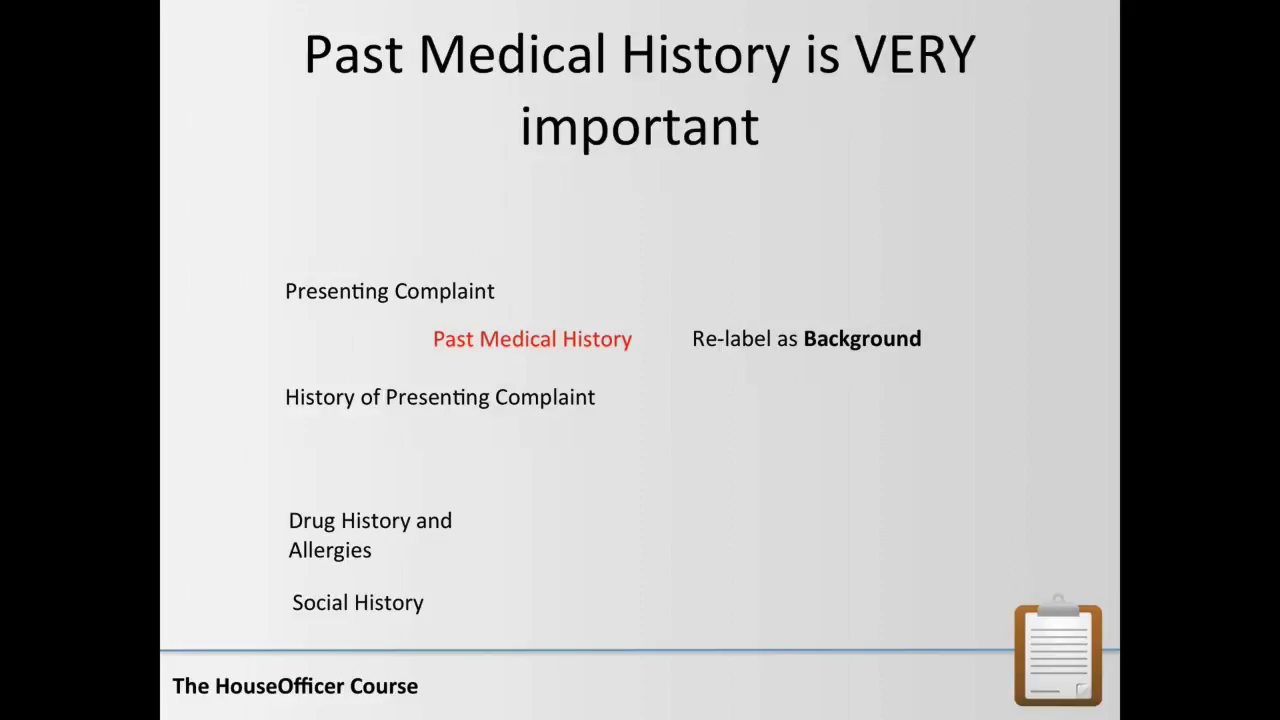 Past Medical History is VERY
important
Presenting Complaint
Past Medical History Re-label as Background
History of Presenting Complaint
Drug History and
Allergies
Social History
The HouseOfficer Course